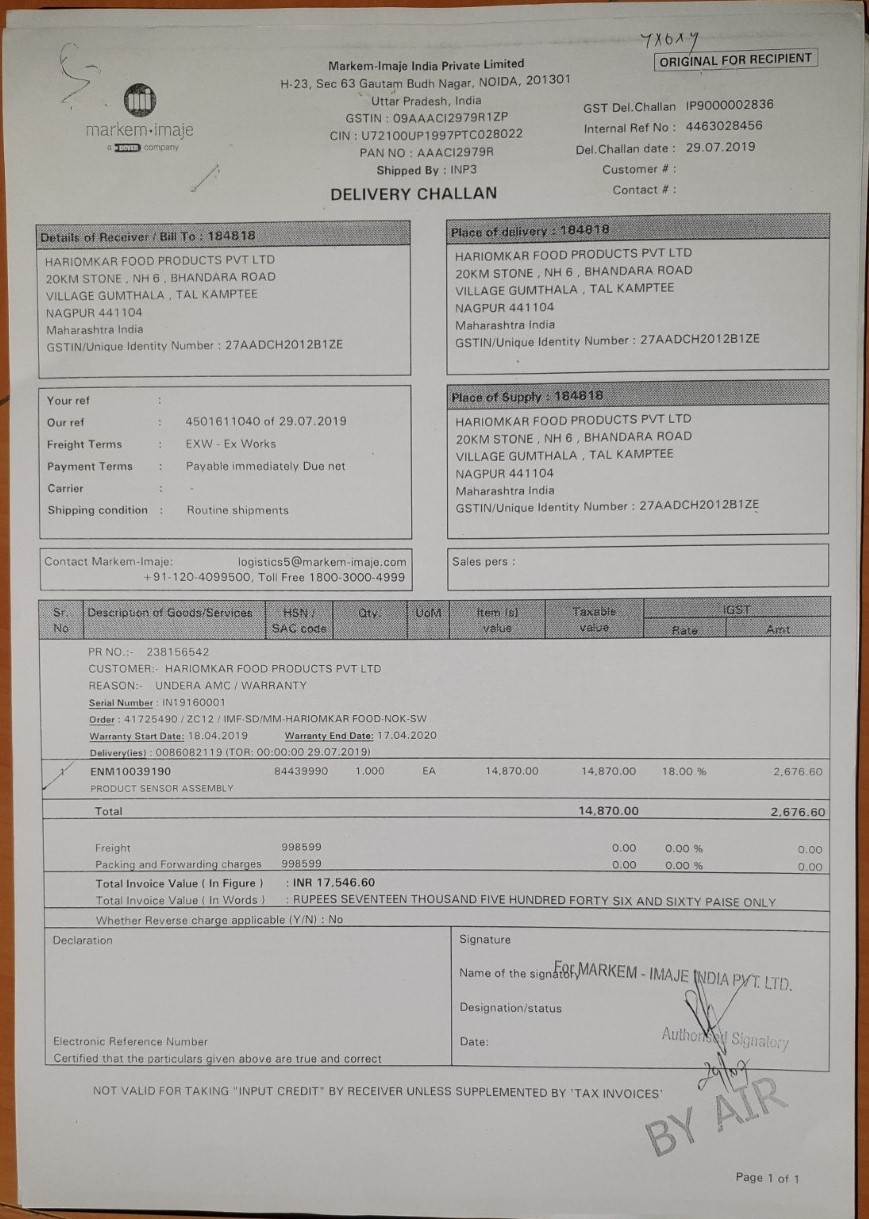 7X6X7
ORIGINAL FOR RECIPIENT
markem·imaje
a DOVER company
Markem-Imaje India Private Limited
H-23, Sec 63 Gautam Budh Nagar, NOIDA, 201301
Uttar Pradesh, India
GSTIN : 09AAACI2979R1ZP
CIN : U72100UP1997PTC028022
PAN NO : AAACI2979R
Shipped By : INP3
DELIVERY CHALLAN
GST Del.Challan IP9000002836
Internal Ref No : 4463028456
Del.Challan date : 29.07.2019
Customer # :
Contact # :
Details of Receiver / Bill To : 184818
HARIOMKAR FOOD PRODUCTS PVT LTD
20KM STONE , NH 6 , BHANDARA ROAD
VILLAGE GUMTHALA , TAL KAMPTEE
NAGPUR 441104
Maharashtra India
GSTIN/Unique Identity Number : 27AADCH2012B1ZE
Place of delivery : 184818
HARIOMKAR FOOD PRODUCTS PVT LTD
20KM STONE , NH 6 , BHANDARA ROAD
VILLAGE GUMTHALA , TAL KAMPTEE
NAGPUR 441104
Maharashtra India
GSTIN/Unique Identity Number : 27AADCH2012B1ZE
Your ref :
Our ref : 4501611040 of 29.07.2019
Freight Terms : EXW - Ex Works
Payment Terms : Payable immediately Due net
Carrier : -
Shipping condition : Routine shipments
Place of Supply : 184818
HARIOMKAR FOOD PRODUCTS PVT LTD
20KM STONE , NH 6 , BHANDARA ROAD
VILLAGE GUMTHALA , TAL KAMPTEE
NAGPUR 441104
Maharashtra India
GSTIN/Unique Identity Number : 27AADCH2012B1ZE
Contact Markem-Imaje: logistics5@markem-imaje.com
+91-120-4099500, Toll Free 1800-3000-4999
Sales pers :
Sr. No Description of Goods/Services HSN / SAC code Qty. UoM Item (s) value Taxable value IGST Rate Amt
PR NO.:- 238156542
CUSTOMER:- HARIOMKAR FOOD PRODUCTS PVT LTD
REASON:- UNDERA AMC / WARRANTY
Serial Number : IN19160001
Order : 41725490 / ZC12 / IMF-SD/MM-HARIOMKAR FOOD-NOK-SW
Warranty Start Date: 18.04.2019 Warranty End Date: 17.04.2020
Delivery(ies) : 0086082119 (TOR: 00:00:00 29.07.2019)
1 ENM10039190 84439990 1.000 EA 14,870.00 14,870.00 18.00 % 2,676.60
PRODUCT SENSOR ASSEMBLY
Total 14,870.00 2,676.60
Freight 998599 0.00 0.00 % 0.00
Packing and Forwarding charges 998599 0.00 0.00 % 0.00
Total Invoice Value ( In Figure ) : INR 17,546.60
Total Invoice Value ( In Words ) : RUPEES SEVENTEEN THOUSAND FIVE HUNDRED FORTY SIX AND SIXTY PAISE ONLY
Whether Reverse charge applicable (Y/N) : No
Declaration
Electronic Reference Number
Certified that the particulars given above are true and correct
Signature
Name of the signatory
For MARKEM - IMAJE INDIA PVT. LTD.
Designation/status
Authorised Signatory
Date:
29/07
NOT VALID FOR TAKING "INPUT CREDIT" BY RECEIVER UNLESS SUPPLEMENTED BY 'TAX INVOICES'
BY AIR
Page 1 of 1